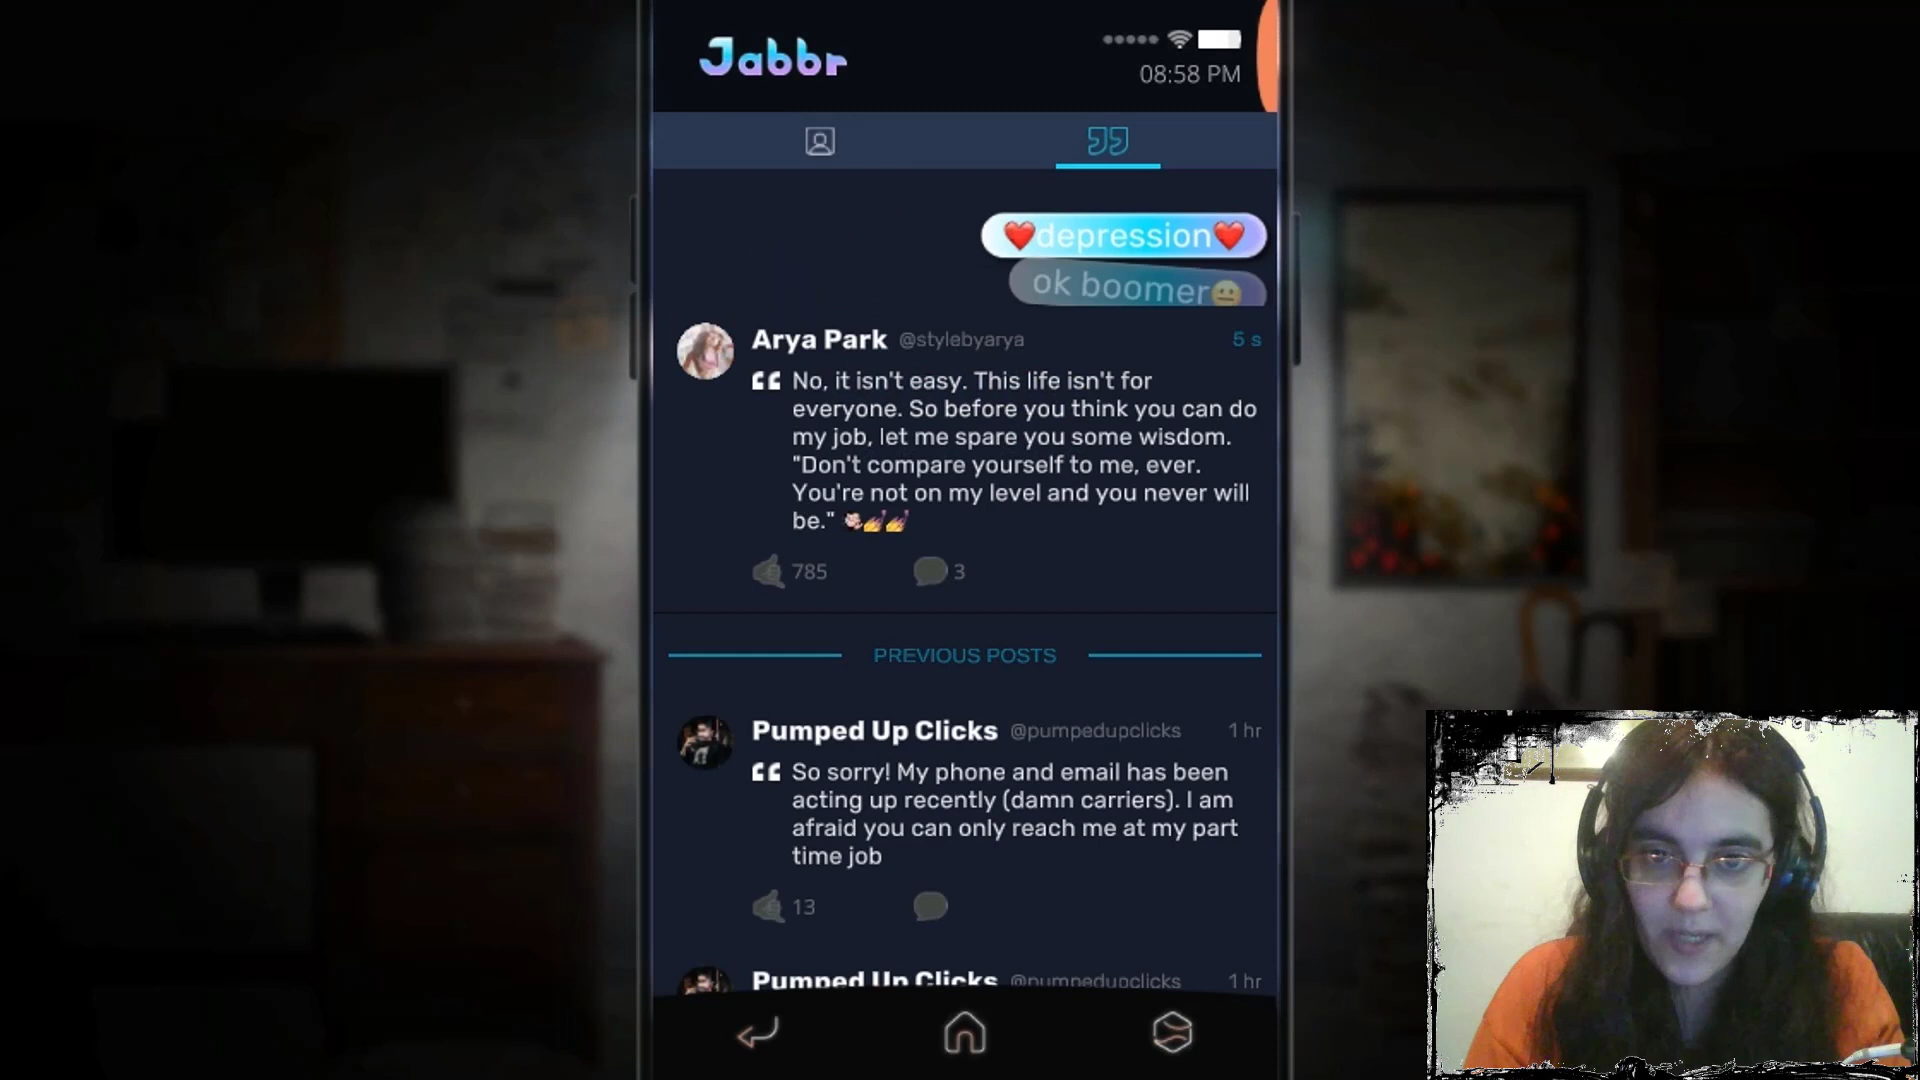 Jabbr
08:58 PM
❤️depression❤️
ok boomer😐
Arya Park @stylebyarya 5 s
No, it isn't easy. This life isn't for
everyone. So before you think you can do
my job, let me spare you some wisdom.
"Don't compare yourself to me, ever.
You're not on my level and you never will
be."
785 3
PREVIOUS POSTS
Pumped Up Clicks @pumpedupclicks 1 hr
So sorry! My phone and email has been
acting up recently (damn carriers). I am
afraid you can only reach me at my part
time job
13
Pumped Up Clicks @pumpedupclicks 1 hr